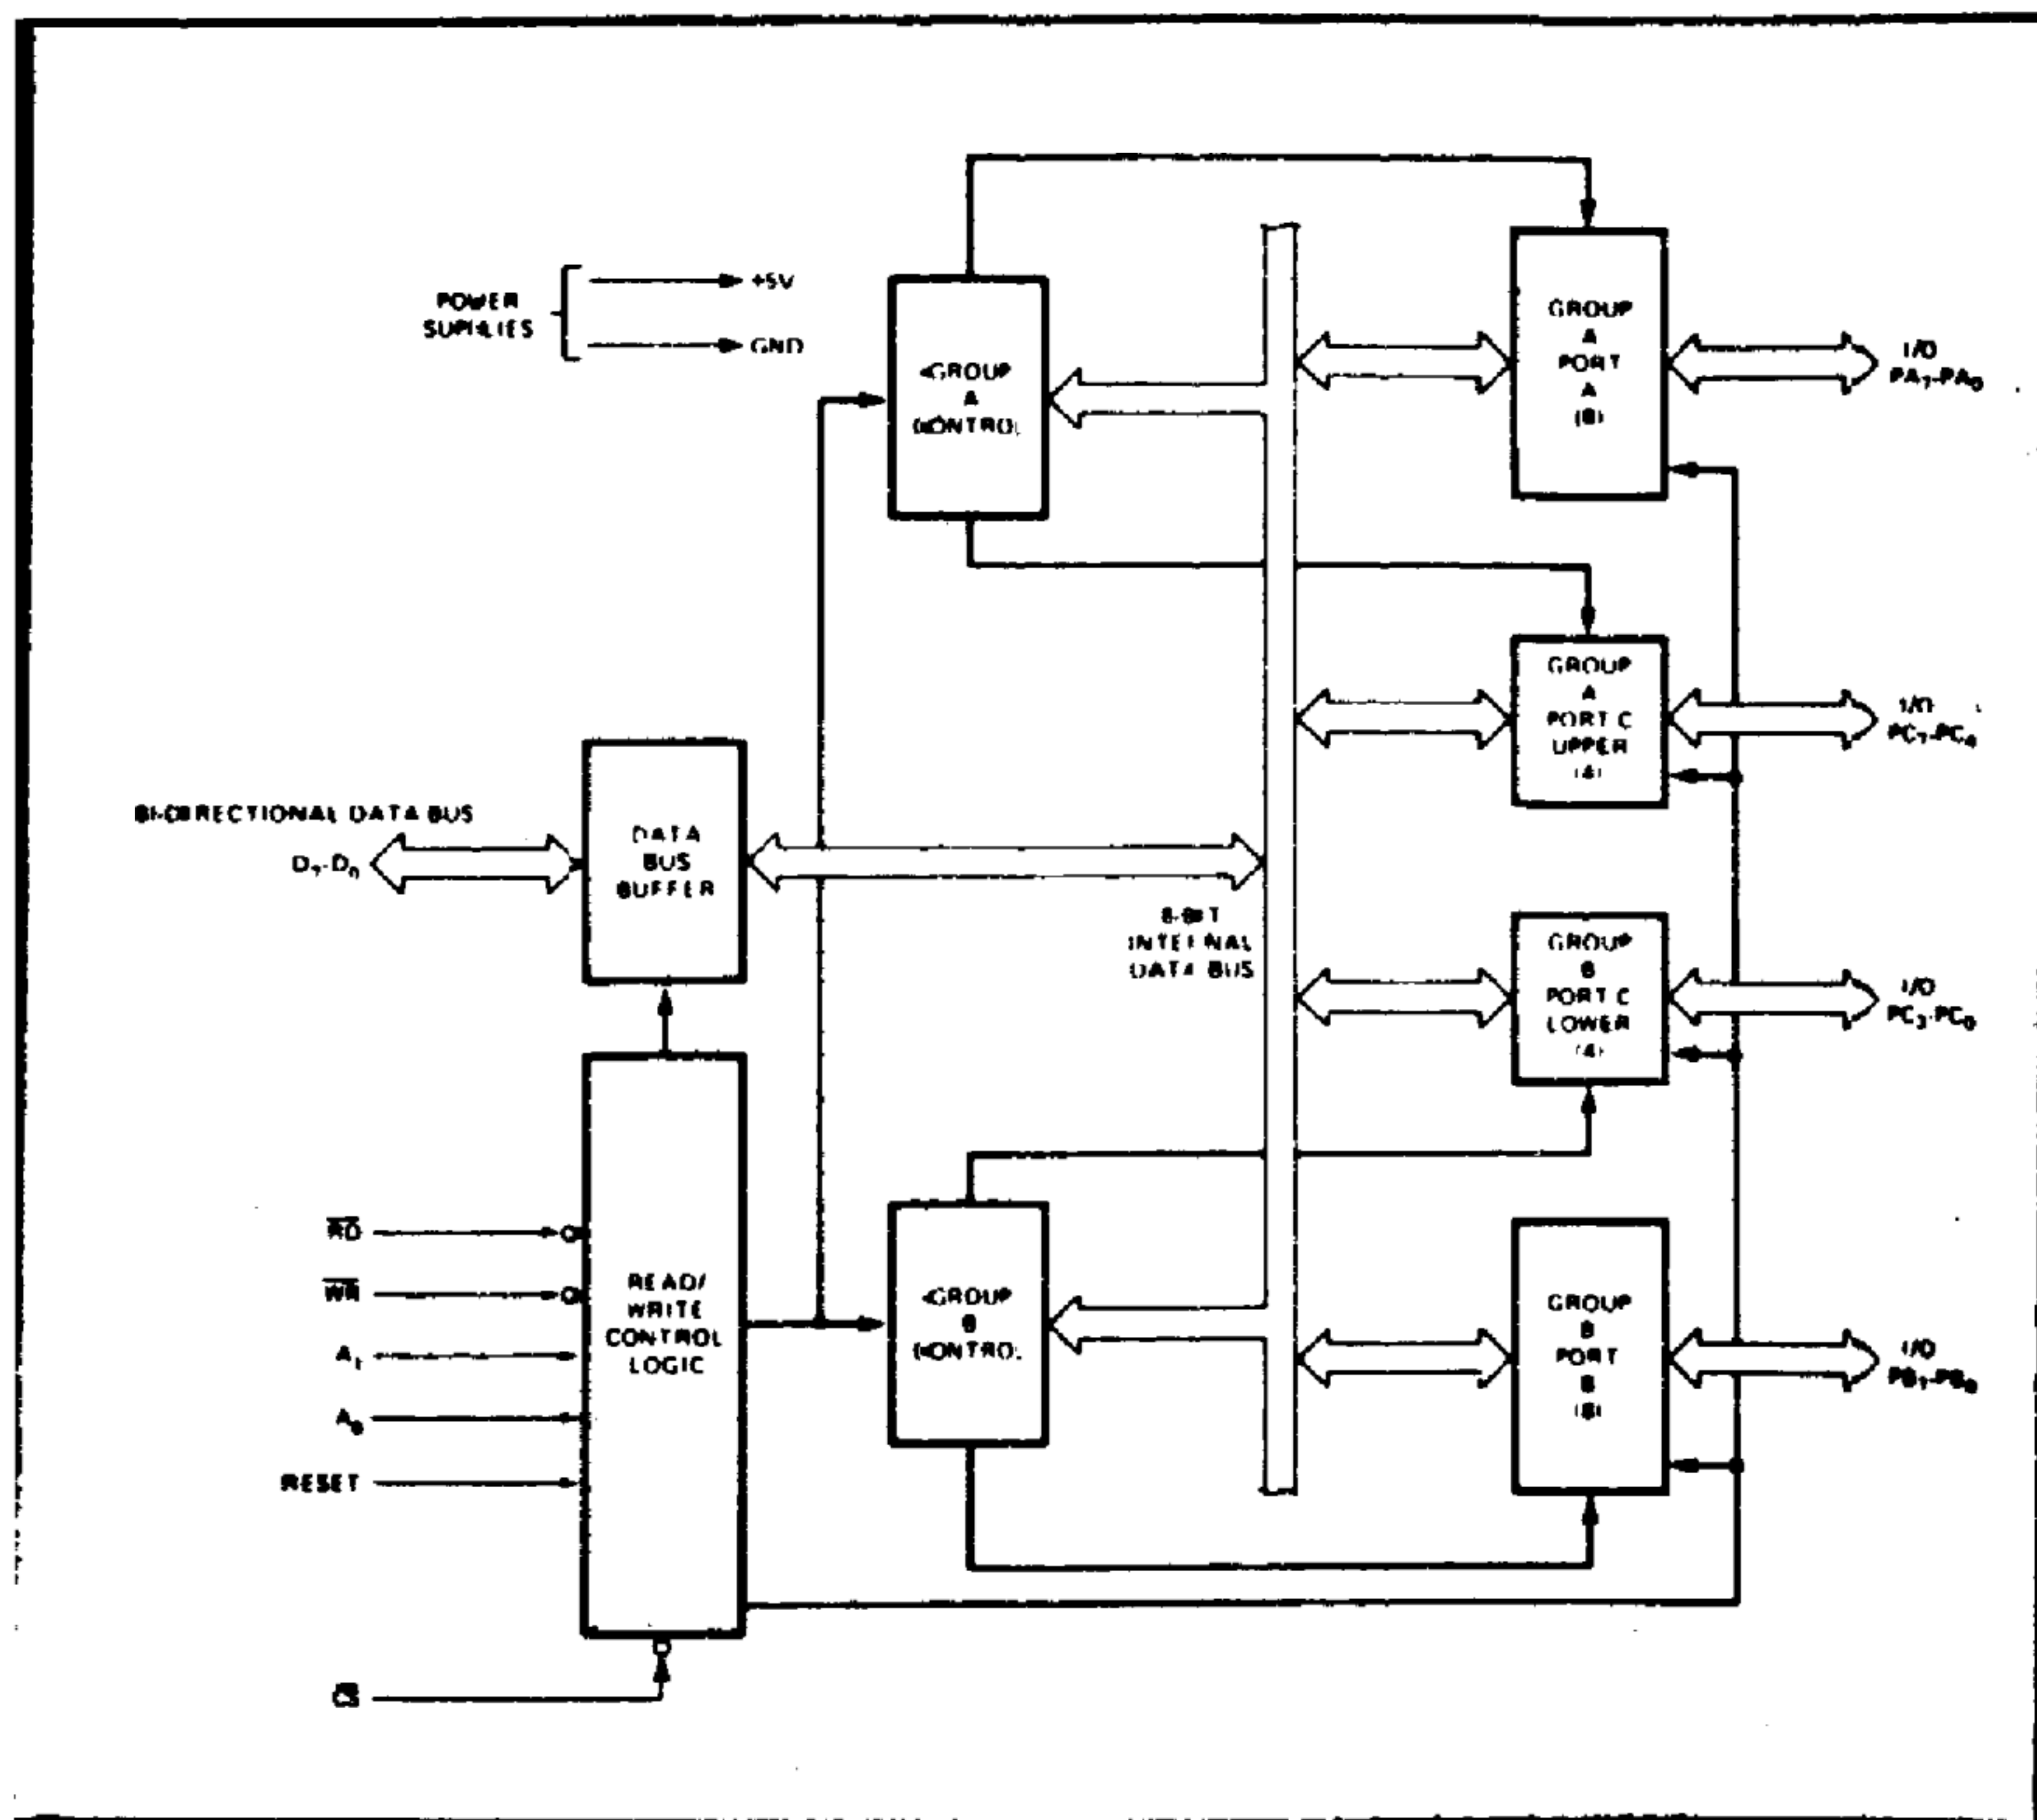 POWER
SUPPLIES
+5V
GND
GROUP
A
CONTROL
GROUP
A
PORT
A
(8)
I/O
PA7-PA0
GROUP
A
PORT C
UPPER
(4)
I/O
PC7-PC4
BI-DIRECTIONAL DATA BUS
D7-D0
DATA
BUS
BUFFER
8-BIT
INTERNAL
DATA BUS
GROUP
B
PORT C
LOWER
(4)
I/O
PC3-PC0
RD
WR
A1
A0
RESET
READ/
WRITE
CONTROL
LOGIC
GROUP
B
CONTROL
GROUP
B
PORT
B
(8)
I/O
PB7-PB0
CS